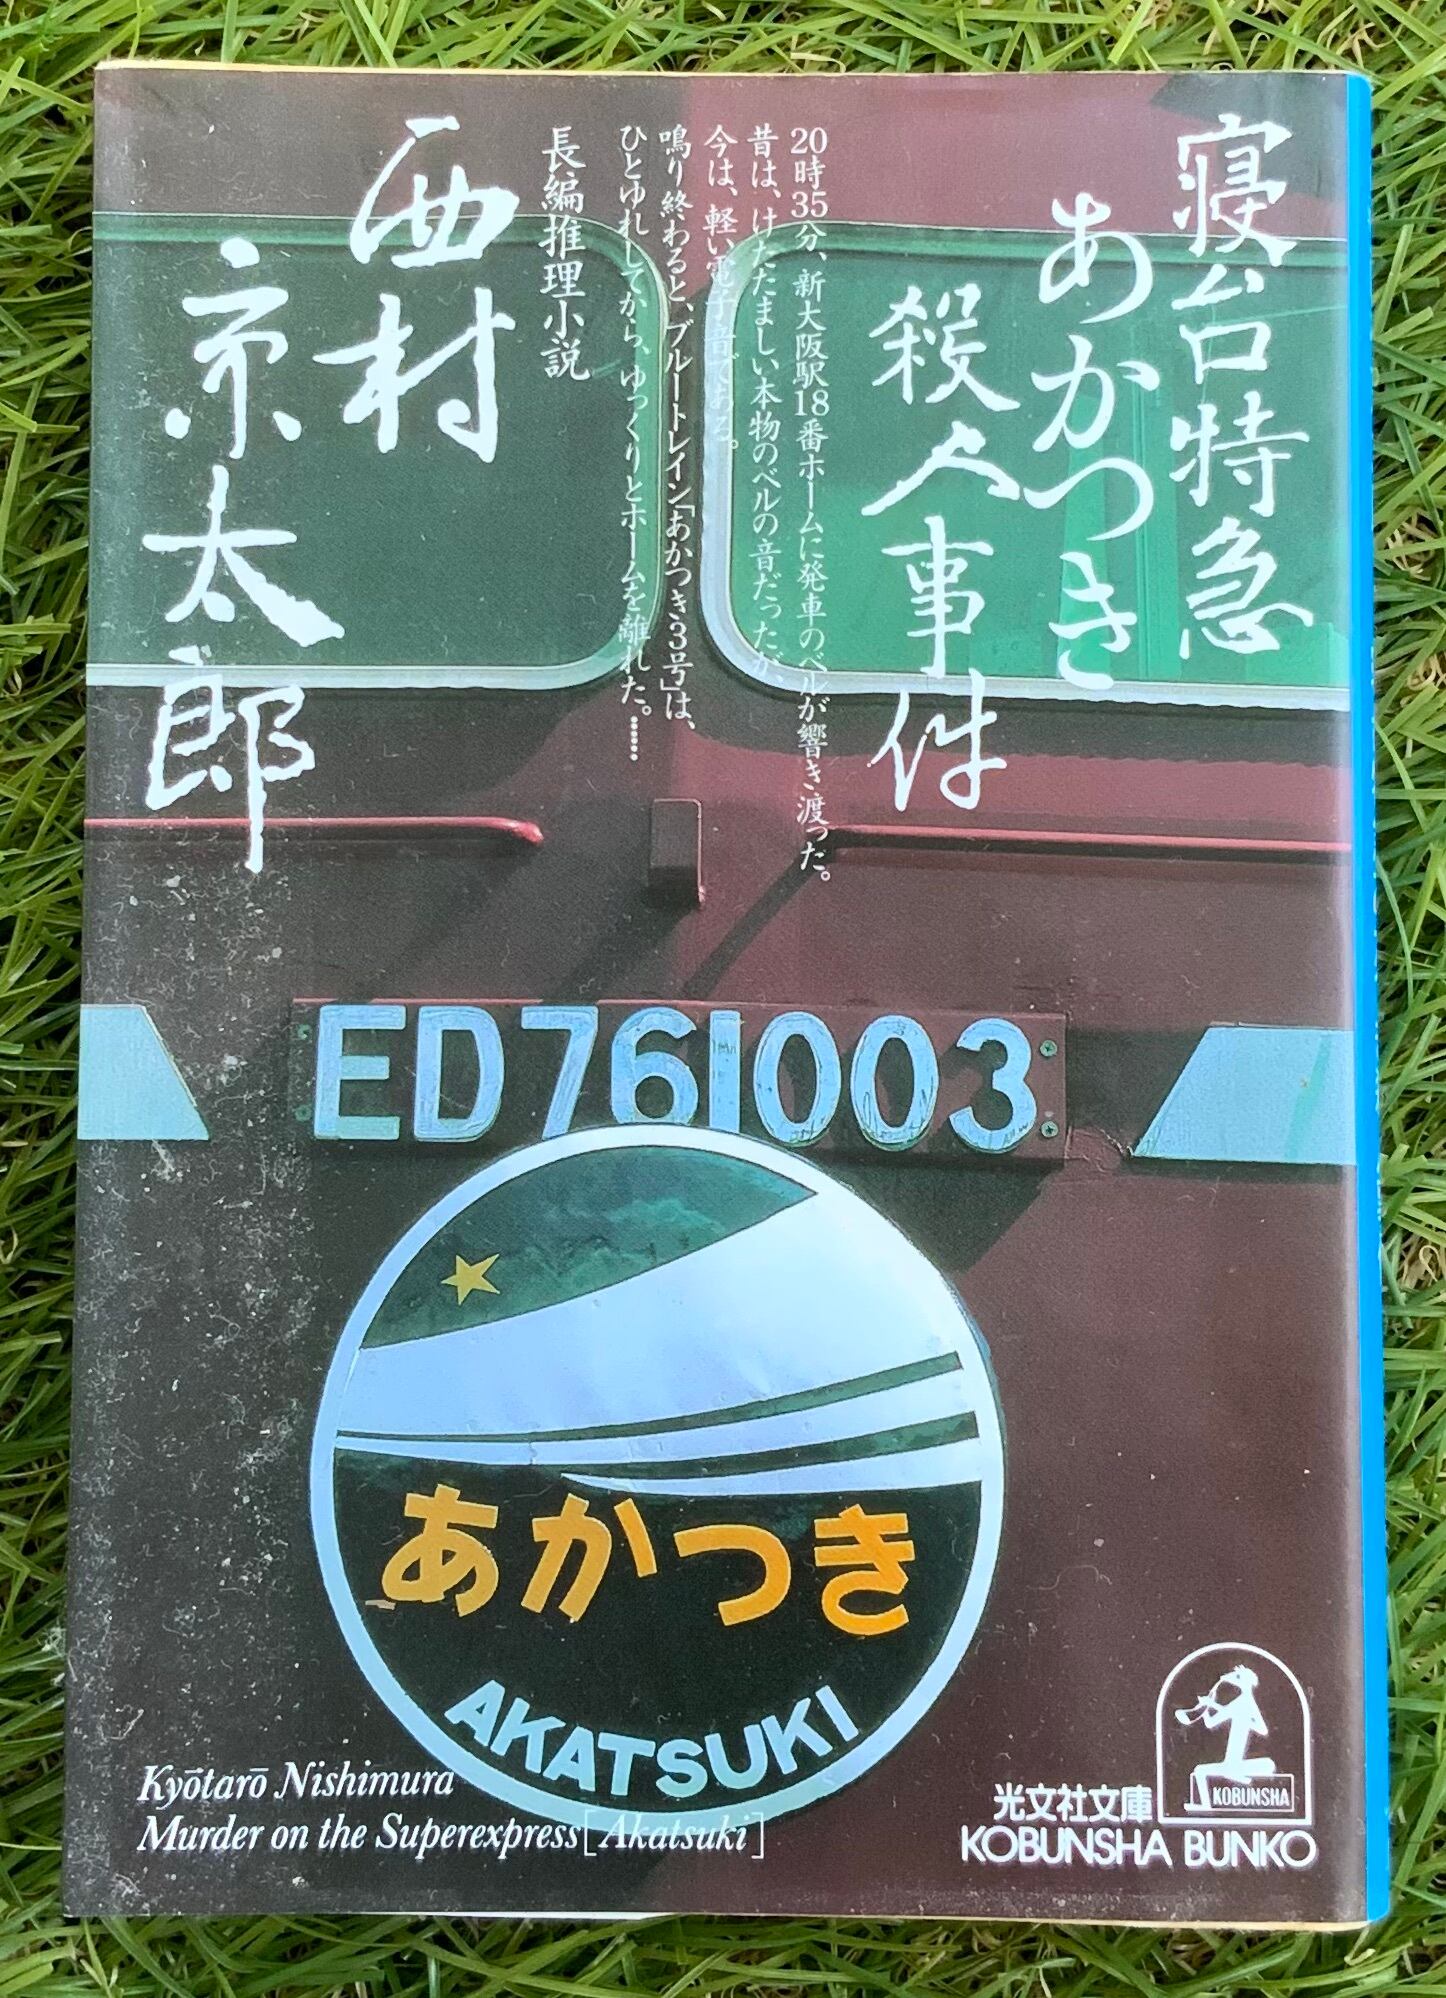 寝台特急
あかつき
殺人事件
20時35分、新大阪駅18番ホームに発車のベルが響き渡った。
昔は、けたたましい本物のベルの音だったが、
今は、軽い電子音である。
鳴り終わると、ブルートレイン「あかつき3号」は、
ひとゆれしてから、ゆっくりとホームを離れた。……
長編推理小説
西村
京太郎
ED761003
あかつき
AKATSUKI
Kyōtarō Nishimura
Murder on the Superexpress[Akatsuki]
KOBUNSHA
光文社文庫
KOBUNSHA BUNKO